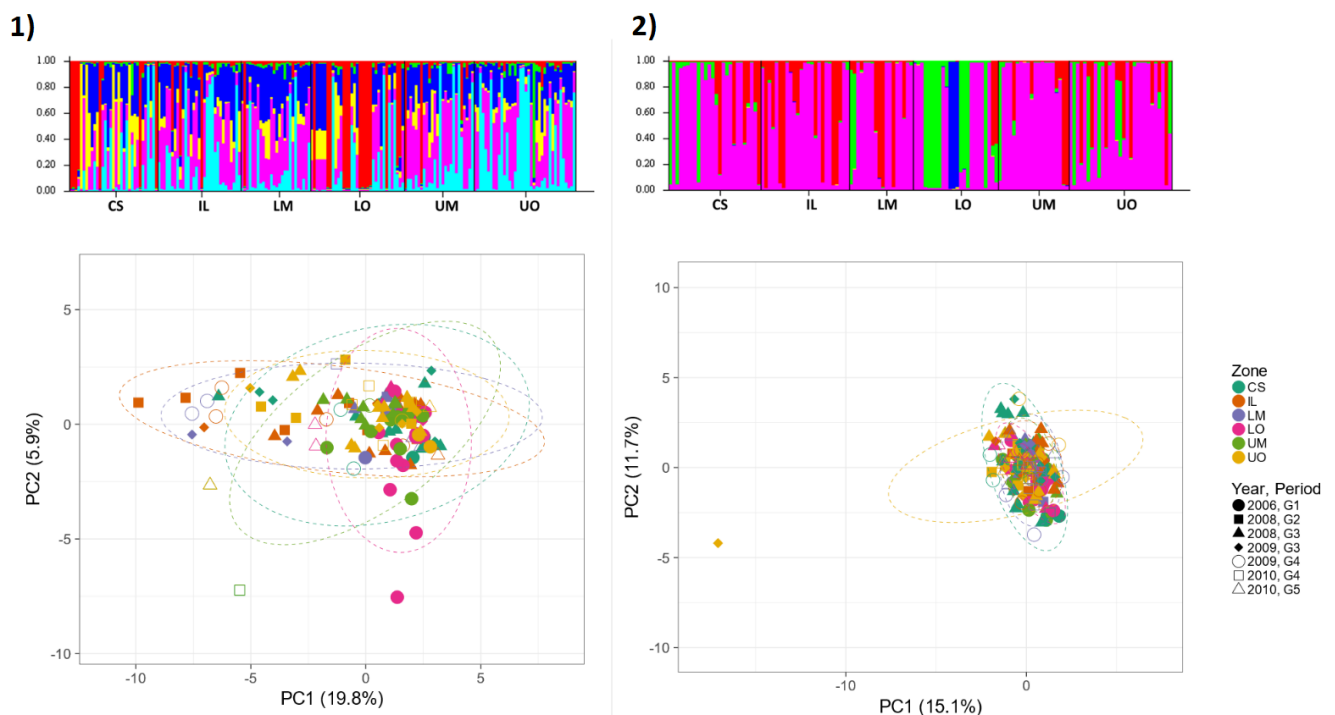 1)
1.00
0.80
0.60
0.40
0.20
0.00
CS IL LM LO UM UO
5
0
-5
-10
-10 -5 0 5
PC2 (5.9%)
PC1 (19.8%)
2)
1.00
0.80
0.60
0.40
0.20
0.00
CS IL LM LO UM UO
10
5
0
-5
-10
-10 0
PC2 (11.7%)
PC1 (15.1%)
Zone
CS
IL
LM
LO
UM
UO
Year, Period
2006, G1
2008, G2
2008, G3
2009, G3
2009, G4
2010, G4
2010, G5